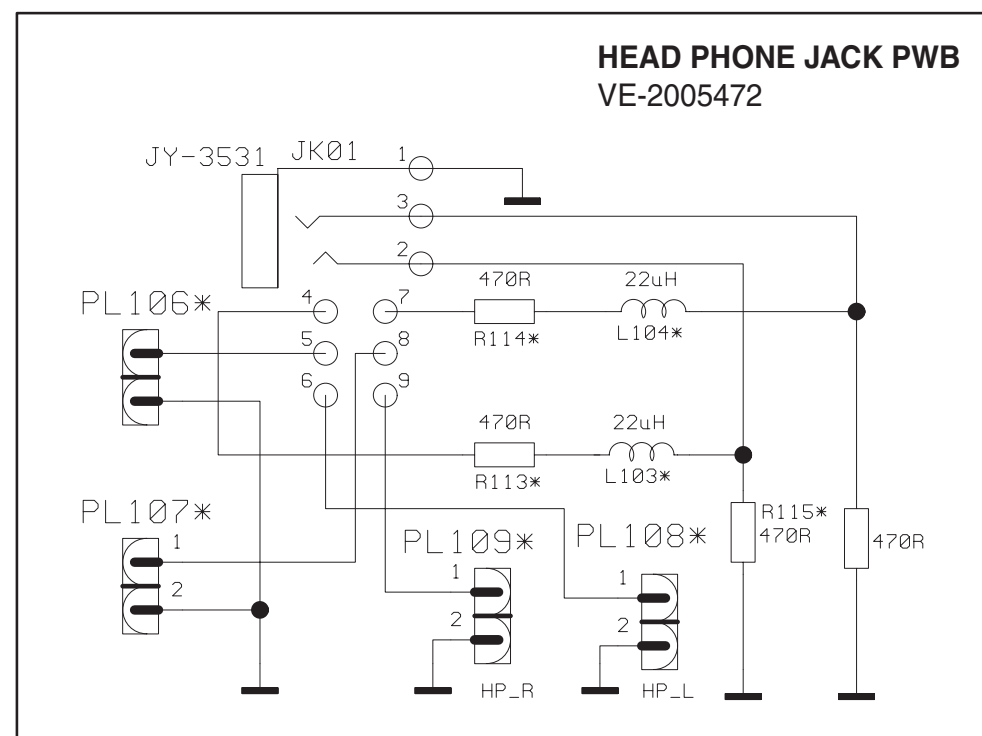 HEAD PHONE JACK PWB
VE-2005472
JY-3531 JK01 1
3
2
470R 22uH
PL106* 4 7
R114* L104*
5 8
6 9
470R 22uH
R113* L103*
PL107* R115*
1 PL109* PL108* 470R 470R
2 1 1
2 2
HP_R HP_L